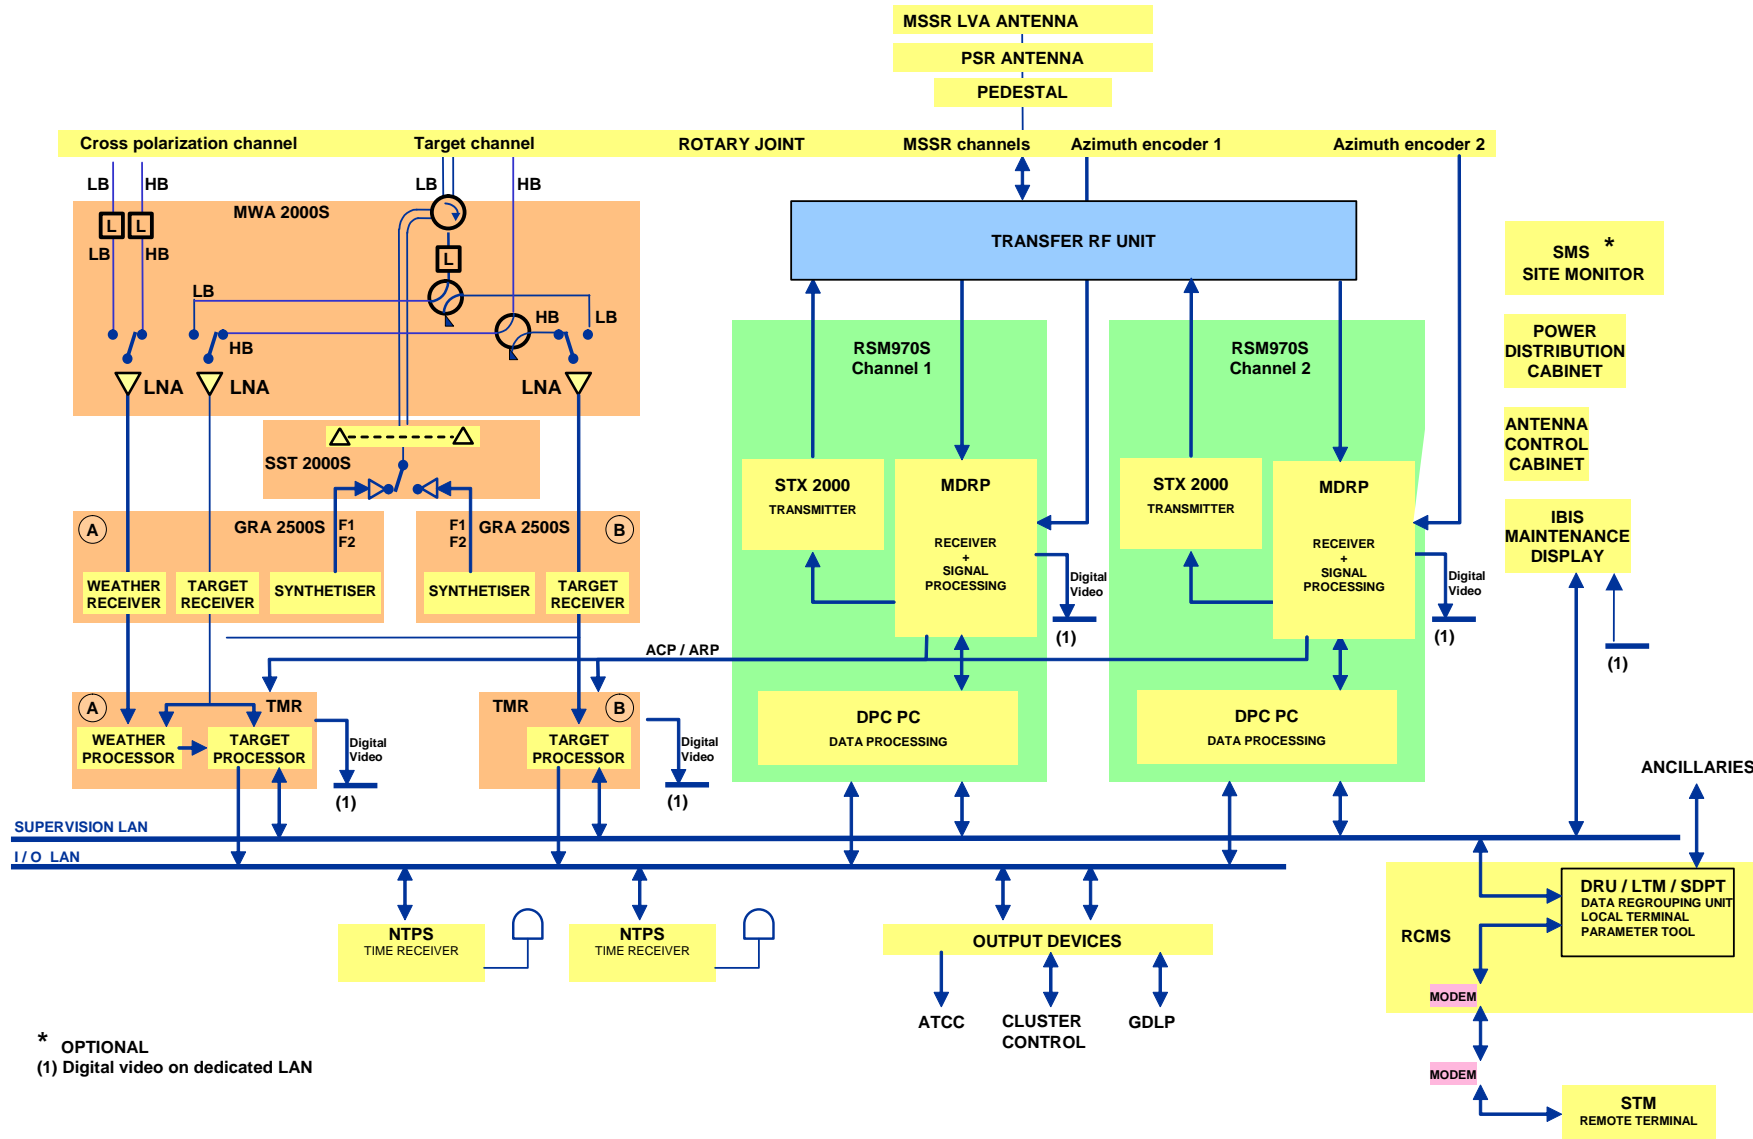 MSSR LVA ANTENNA
PSR ANTENNA
PEDESTAL
Cross polarization channel
Target channel
ROTARY JOINT
MSSR channels
Azimuth encoder 1
Azimuth encoder 2
LB
HB
LB
HB
MWA 2000S
L
L
LB
HB
L
LB
HB
HB
LB
LNA
LNA
LNA
TRANSFER RF UNIT
SMS *
SITE MONITOR
POWER
DISTRIBUTION
CABINET
ANTENNA
CONTROL
CABINET
IBIS
MAINTENANCE
DISPLAY
(1)
RSM970S
Channel 1
RSM970S
Channel 2
SST 2000S
STX 2000
TRANSMITTER
MDRP
RECEIVER
+
SIGNAL
PROCESSING
STX 2000
TRANSMITTER
MDRP
RECEIVER
+
SIGNAL
PROCESSING
Digital
Video
(1)
Digital
Video
(1)
A
GRA 2500S
F1
F2
F1
F2
GRA 2500S
B
WEATHER
RECEIVER
TARGET
RECEIVER
SYNTHETISER
SYNTHETISER
TARGET
RECEIVER
ACP / ARP
A
TMR
WEATHER
PROCESSOR
TARGET
PROCESSOR
Digital
Video
(1)
TMR
B
TARGET
PROCESSOR
Digital
Video
(1)
DPC PC
DATA PROCESSING
DPC PC
DATA PROCESSING
ANCILLARIES
SUPERVISION LAN
I / O LAN
NTPS
TIME RECEIVER
NTPS
TIME RECEIVER
OUTPUT DEVICES
ATCC
CLUSTER
CONTROL
GDLP
RCMS
DRU / LTM / SDPT
DATA REGROUPING UNIT
LOCAL TERMINAL
PARAMETER TOOL
MODEM
MODEM
STM
REMOTE TERMINAL
* OPTIONAL
(1) Digital video on dedicated LAN